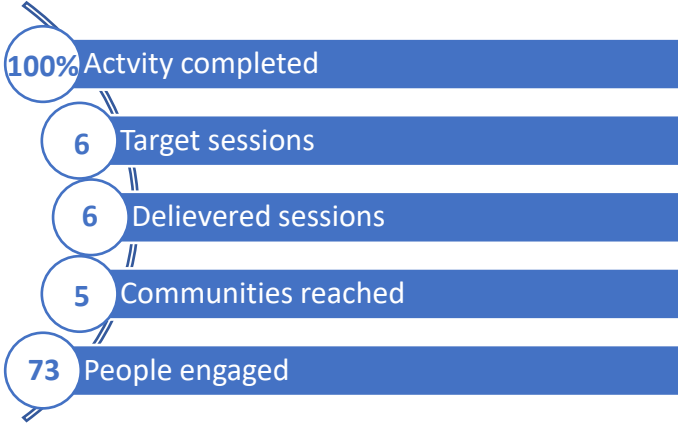 100% Actvity completed
6 Target sessions
6 Delievered sessions
5 Communities reached
73 People engaged